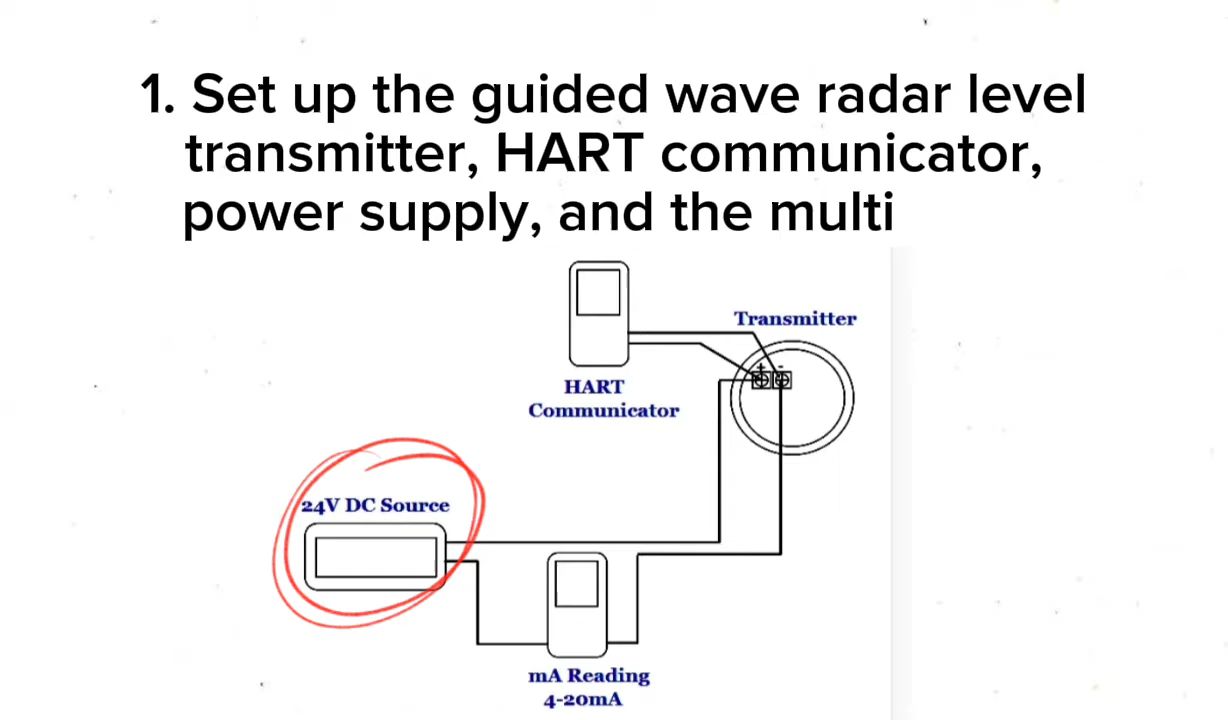 1. Set up the guided wave radar level
transmitter, HART communicator,
power supply, and the multi
Transmitter
+ -
HART
Communicator
24V DC Source
mA Reading
4-20mA